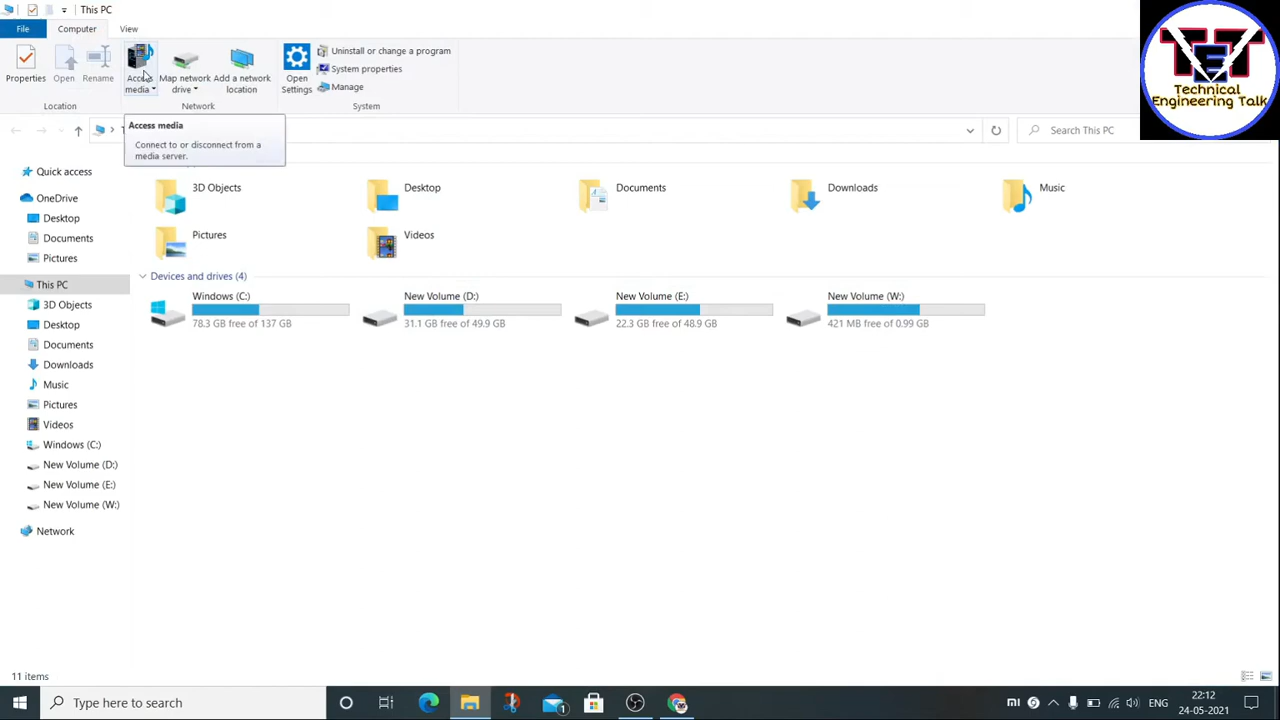 This PC
File
Computer
View
Properties
Open
Rename
Access
media
Map network
drive
Add a network
location
Open
Settings
Uninstall or change a program
System properties
Manage
Location
Network
System
Search This PC
Access media
Connect to or disconnect from a
media server.
Quick access
OneDrive
Desktop
Documents
Pictures
This PC
3D Objects
Desktop
Documents
Downloads
Music
Pictures
Videos
Windows (C:)
New Volume (D:)
New Volume (E:)
New Volume (W:)
Network
3D Objects
Desktop
Documents
Downloads
Music
Pictures
Videos
Devices and drives (4)
Windows (C:)
78.3 GB free of 137 GB
New Volume (D:)
31.1 GB free of 49.9 GB
New Volume (E:)
22.3 GB free of 48.9 GB
New Volume (W:)
421 MB free of 0.99 GB
11 items
Type here to search
1
ENG
22:12
24-05-2021
TET
Technical
Engineering Talk